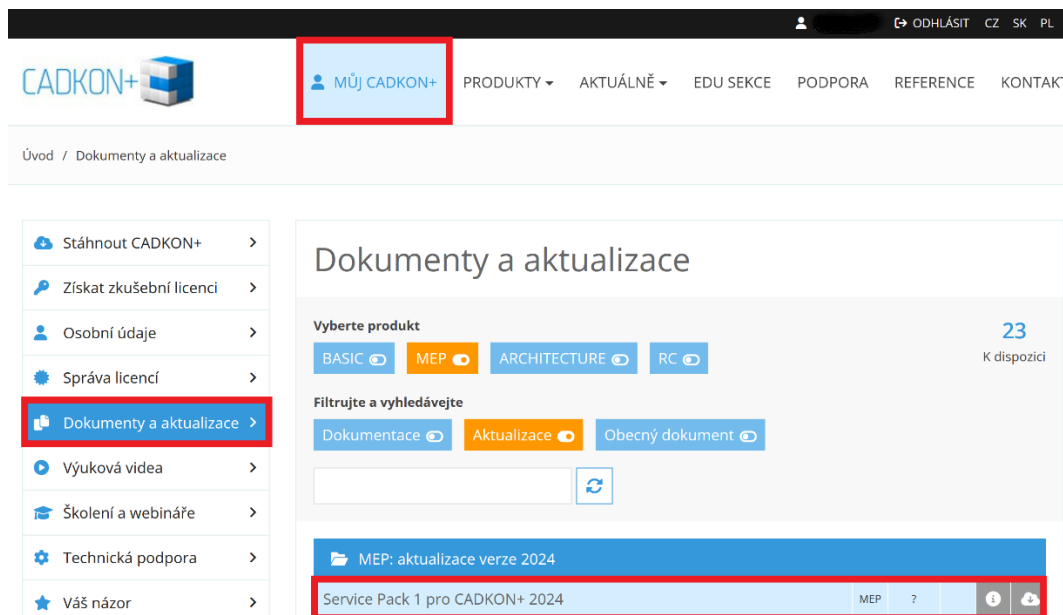 ODHLÁSIT CZ SK PL
CADKON+
MŮJ CADKON+ PRODUKTY AKTUÁLNĚ EDU SEKCE PODPORA REFERENCE KONTAKT
Úvod / Dokumenty a aktualizace
Stáhnout CADKON+
Získat zkušební licenci
Osobní údaje
Správa licencí
Dokumenty a aktualizace
Výuková videa
Školení a webináře
Technická podpora
Váš názor
Dokumenty a aktualizace
Vyberte produkt
BASIC MEP ARCHITECTURE RC
23
K dispozici
Filtrujte a vyhledávejte
Dokumentace Aktualizace Obecný dokument
MEP: aktualizace verze 2024
Service Pack 1 pro CADKON+ 2024 MEP ?